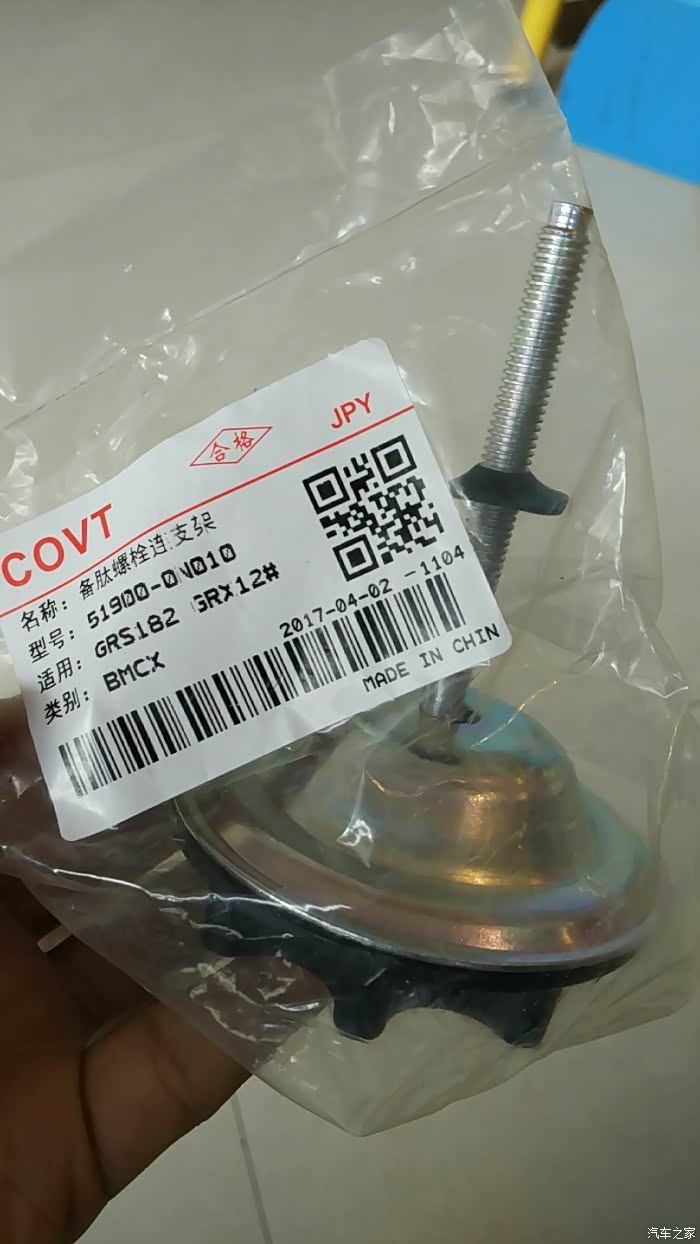 JPY
合格
COVT
名称：备肽螺栓连支架
型号：51900-0N010
适用：GRS182 GRX12#
类别：BMCX
2017-04-02 -1104
MADE IN CHIN
汽车之家